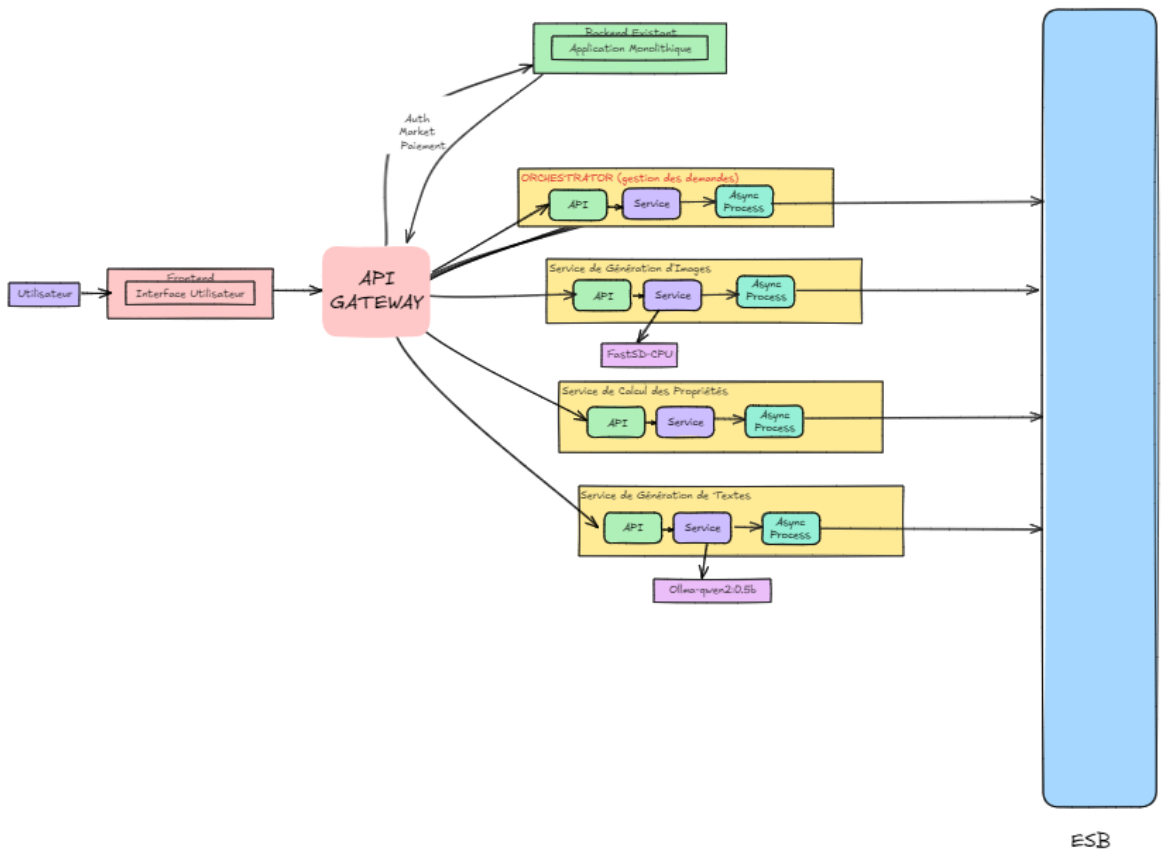 Backend Existant
Application Monolithique
Auth
Market
Paiement
ORCHESTRATOR (gestion des demandes)
API
Service
Async
Process
Service de Génération d'Images
API
Service
Async
Process
FastSD-CPU
Utilisateur
Frontend
Interface Utilisateur
API
GATEWAY
Service de Calcul des Propriétés
API
Service
Async
Process
Service de Génération de Textes
API
Service
Async
Process
Ollma-qwen2:0.5b
ESB